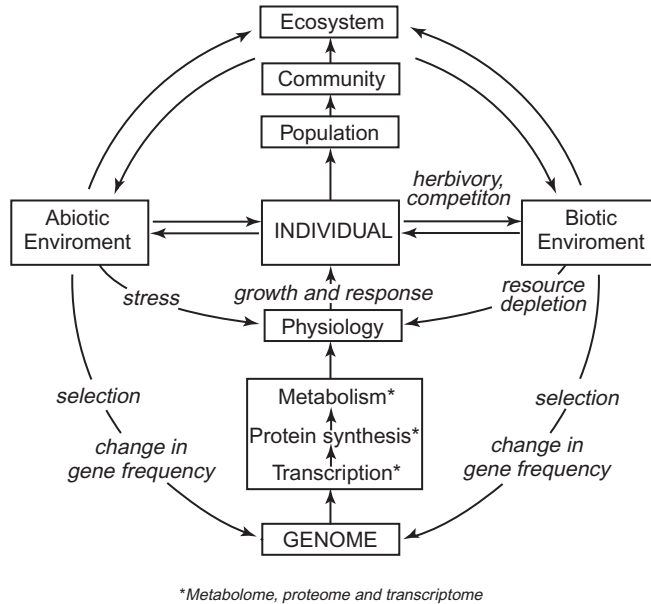 Ecosystem
Community
Population
herbivory,
competiton
Abiotic
Enviroment
INDIVIDUAL
Biotic
Enviroment
stress
growth and response
resource
depletion
Physiology
Metabolism*
Protein synthesis*
Transcription*
selection
selection
change in
gene frequency
change in
gene frequency
GENOME
*Metabolome, proteome and transcriptome